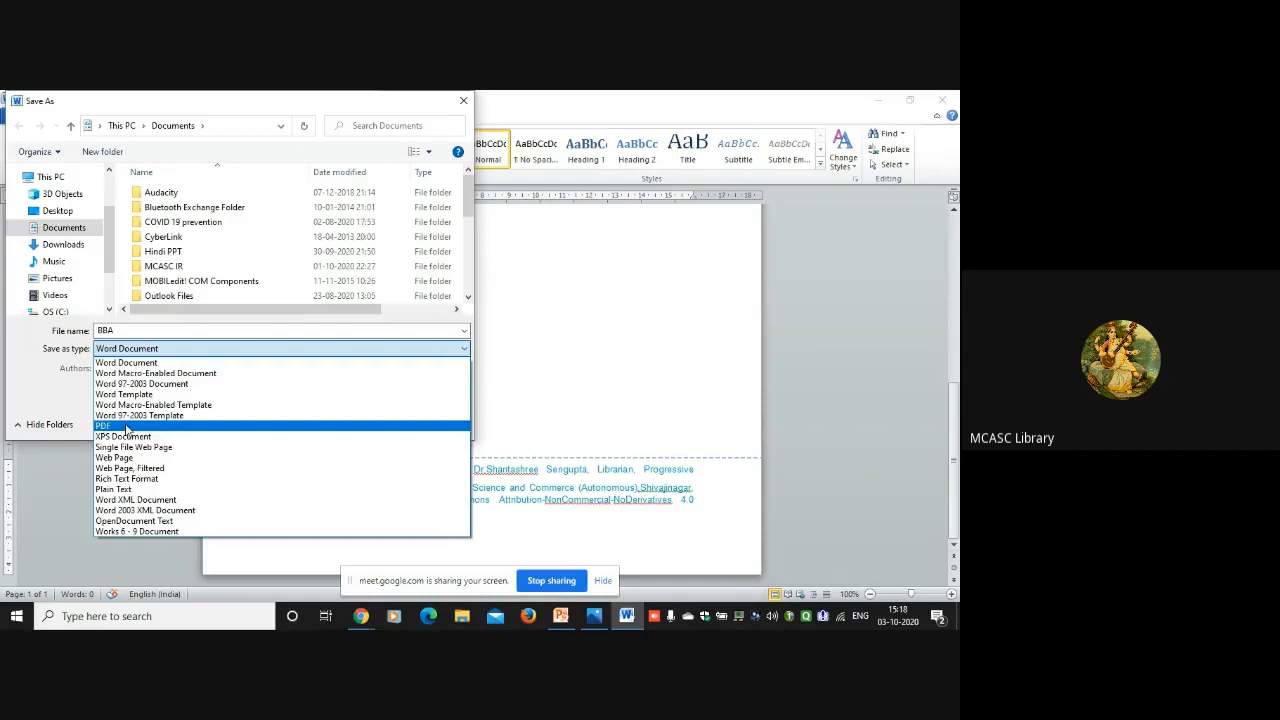 Save As
This PC > Documents >
Search Documents
Organize
New folder
Name Date modified Type
This PC
3D Objects
Desktop
Documents
Downloads
Music
Pictures
Videos
OS (C:)
Audacity 07-12-2018 21:14 File folder
Bluetooth Exchange Folder 10-01-2014 21:01 File folder
COVID 19 prevention 02-08-2020 17:53 File folder
CyberLink 18-04-2013 20:00 File folder
Hindi PPT 30-09-2020 21:50 File folder
MCASC IR 01-10-2020 22:27 File folder
MOBILedit! COM Components 11-11-2015 10:26 File folder
Outlook Files 23-08-2020 13:05 File folder
File name: BBA
Save as type: Word Document
Authors:
Word Document
Word Macro-Enabled Document
Word 97-2003 Document
Word Template
Word Macro-Enabled Template
Word 97-2003 Template
PDF
XPS Document
Single File Web Page
Web Page
Web Page, Filtered
Rich Text Format
Plain Text
Word XML Document
Word 2003 XML Document
OpenDocument Text
Works 6 - 9 Document
Hide Folders
AaBbCcDc AaBbC AaBbCc AaB AaBbCc. AaBbCcDc
Normal T No Spaci... Heading 1 Heading 2 Title Subtitle Subtle Em...
Change Styles
Find
Replace
Select
Styles
Editing
8 9 10 11 12 13 14 15 16 17 18
Dr.Shantashree Sengupta, Librarian, Progressive
Science and Commerce (Autonomous),Shivajinagar,
Attribution-NonCommercial-NoDerivatives 4.0
meet.google.com is sharing your screen. Stop sharing Hide
Page: 1 of 1 Words: 0 English (India) 100%
Type here to search
ENG
15:18
03-10-2020
2
MCASC Library